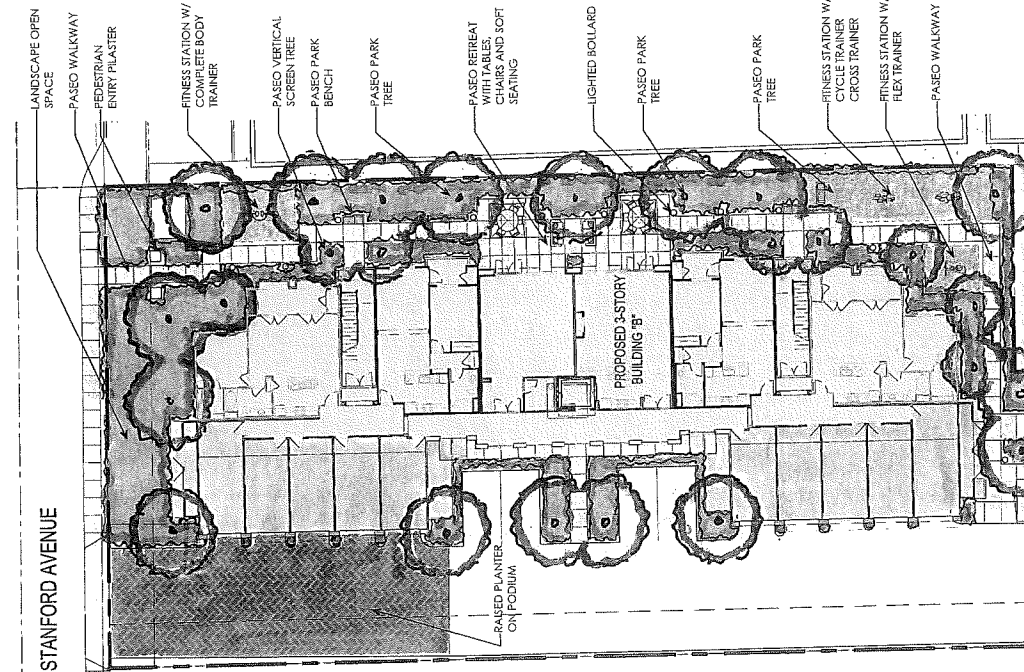 LANDSCAPE OPEN
SPACE
PASEO WALKWAY
PEDESTRIAN
ENTRY PILASTER
FITNESS STATION W/
COMPLETE BODY
TRAINER
PASEO VERTICAL
SCREEN TREE
PASEO PARK
BENCH
PASEO PARK
TREE
PASEO RETREAT
WITH TABLES,
CHAIRS AND SOFT
SEATING
LIGHTED BOLLARD
PASEO PARK
TREE
PASEO PARK
TREE
FITNESS STATION W/
CYCLE TRAINER
CROSS TRAINER
FITNESS STATION W/
FLEX TRAINER
PASEO WALKWAY
PROPOSED 3-STORY
BUILDING "B"
STANFORD AVENUE
RAISED PLANTER
ON PODIUM